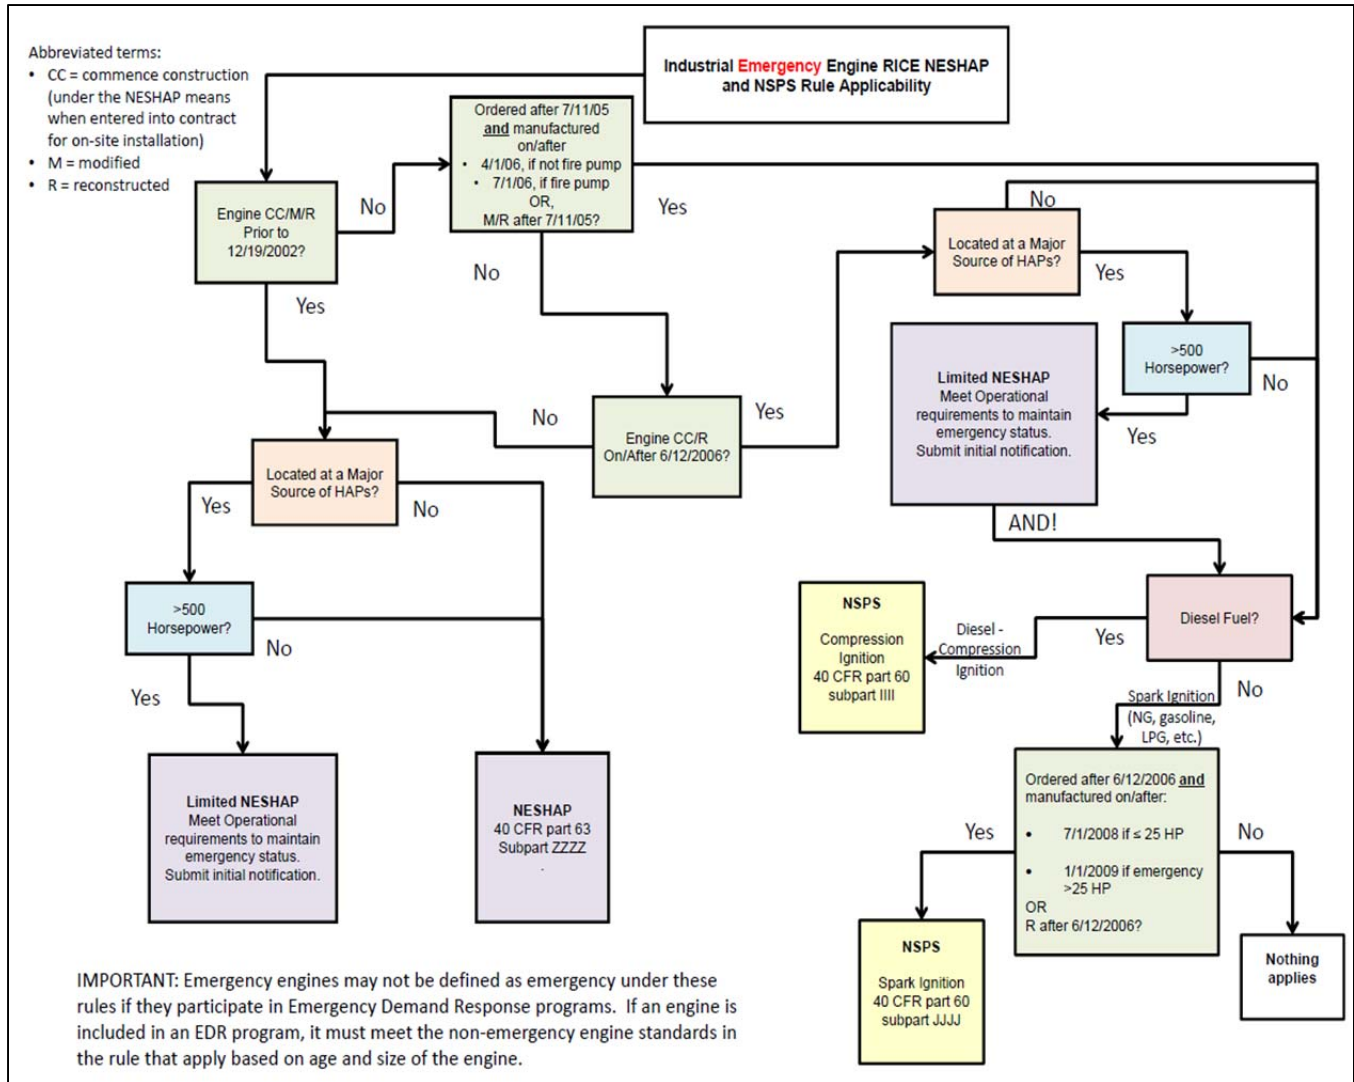 Abbreviated terms:
• CC = commence construction
(under the NESHAP means
when entered into contract
for on-site installation)
• M = modified
• R = reconstructed
Industrial Emergency Engine RICE NESHAP
and NSPS Rule Applicability
Ordered after 7/11/05
and manufactured
on/after
• 4/1/06, if not fire pump
• 7/1/06, if fire pump
OR,
M/R after 7/11/05?
Engine CC/M/R
Prior to
12/19/2002?
No
Yes
No
Yes
Located at a Major
Source of HAPs?
No
Yes
>500
Horsepower?
No
Yes
Limited NESHAP
Meet Operational
requirements to maintain
emergency status.
Submit initial notification.
AND!
Engine CC/R
On/After 6/12/2006?
No
Yes
Located at a Major
Source of HAPs?
Yes
No
>500
Horsepower?
No
Yes
Limited NESHAP
Meet Operational
requirements to maintain
emergency status.
Submit initial notification.
NESHAP
40 CFR part 63
Subpart ZZZZ
.
Diesel Fuel?
Yes
Diesel -
Compression
Ignition
NSPS
Compression
Ignition
40 CFR part 60
subpart IIII
No
Spark Ignition
(NG, gasoline,
LPG, etc.)
Ordered after 6/12/2006 and
manufactured on/after:
• 7/1/2008 if ≤ 25 HP
• 1/1/2009 if emergency
>25 HP
OR
R after 6/12/2006?
Yes
No
NSPS
Spark Ignition
40 CFR part 60
subpart JJJJ
Nothing
applies
IMPORTANT: Emergency engines may not be defined as emergency under these
rules if they participate in Emergency Demand Response programs. If an engine is
included in an EDR program, it must meet the non-emergency engine standards in
the rule that apply based on age and size of the engine.